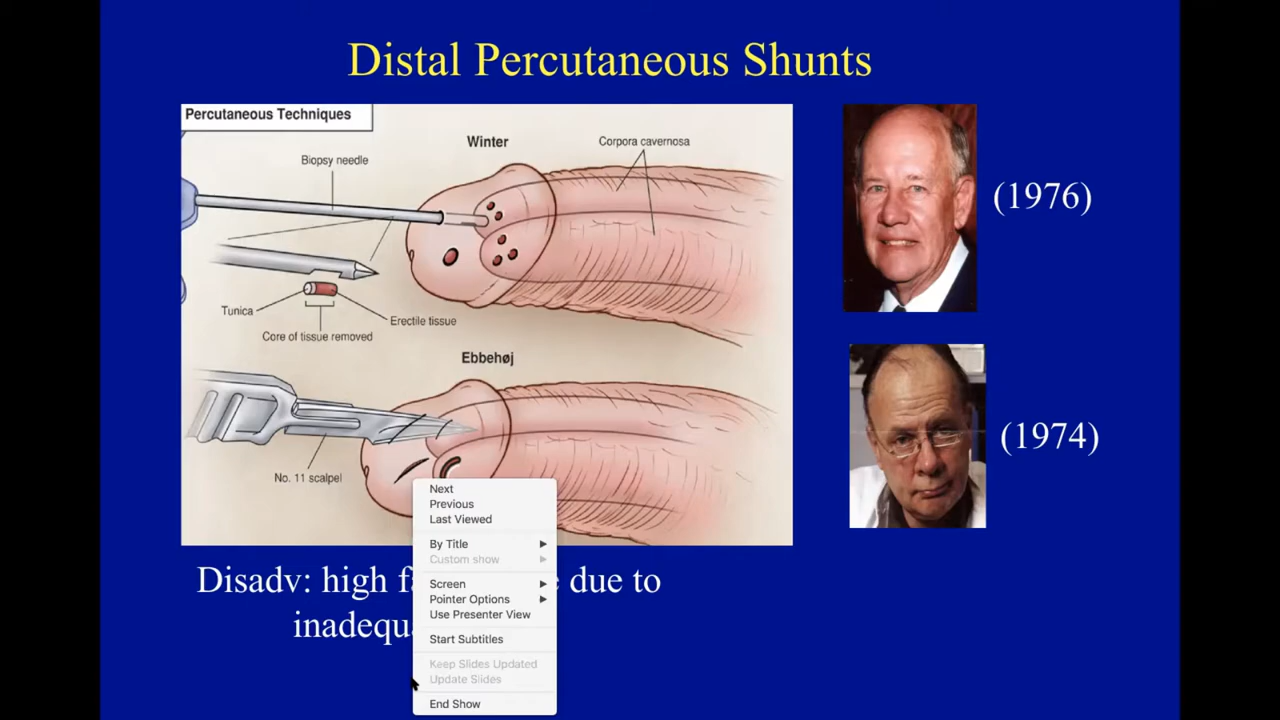 Distal Percutaneous Shunts
Percutaneous Techniques
Winter
Corpora cavernosa
Biopsy needle
(1976)
Tunica
Erectile tissue
Core of tissue removed
Ebbehøj
(1974)
No. 11 scalpel
Next
Previous
Last Viewed
By Title
Custom show
Screen
Pointer Options
Use Presenter View
Start Subtitles
Keep Slides Updated
Update Slides
End Show
Disadv: high due to